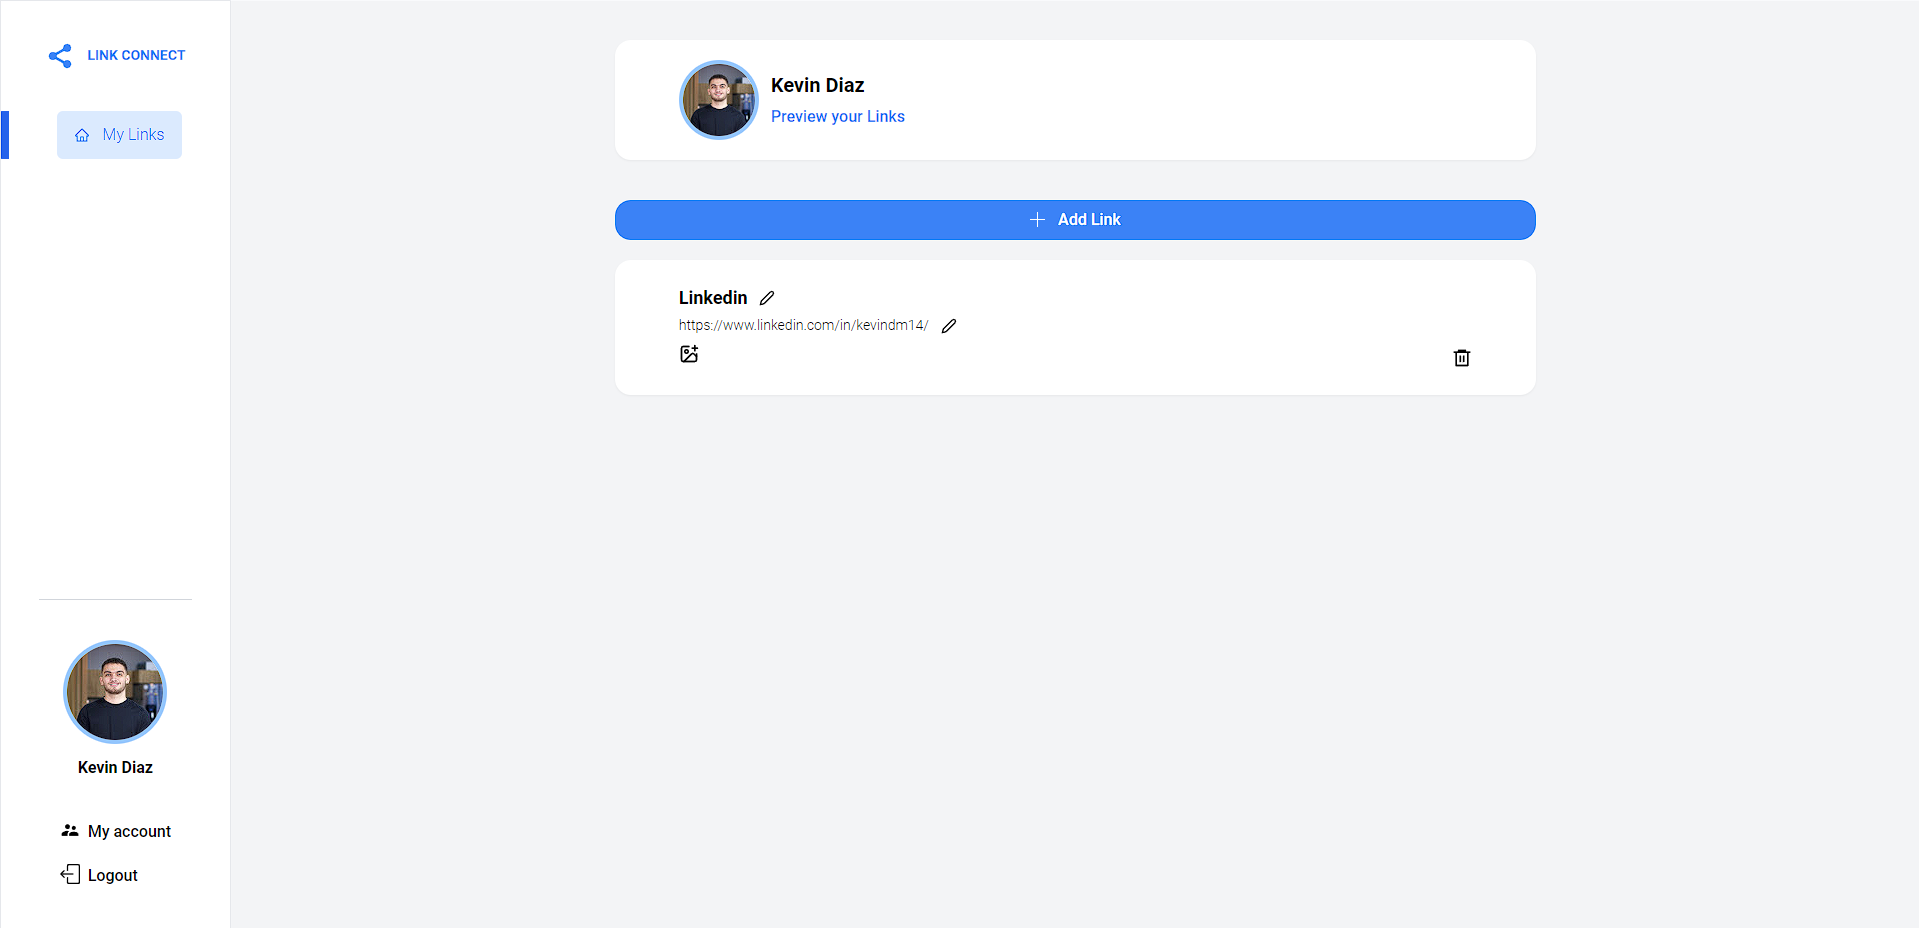 LINK CONNECT
My Links
Kevin Diaz
My account
Logout
Kevin Diaz
Preview your Links
Add Link
Linkedin
https://www.linkedin.com/in/kevindm14/